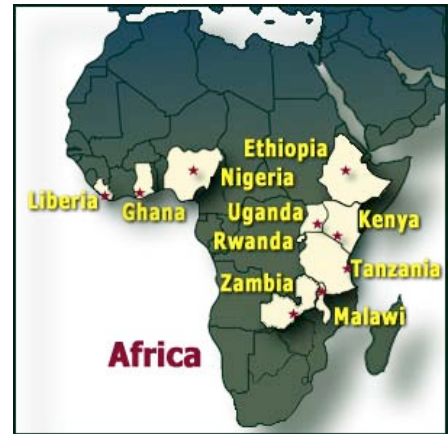 Ethiopia
Nigeria
Liberia
Ghana
Uganda
Kenya
Rwanda
Tanzania
Zambia
Malawi
Africa